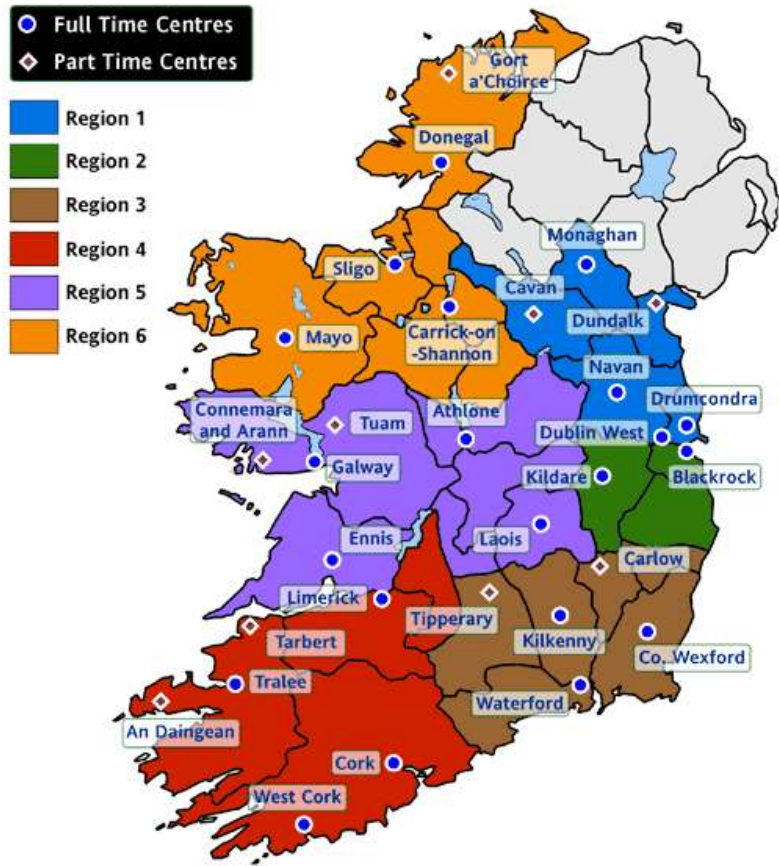 Full Time Centres
Part Time Centres
Region 1
Region 2
Region 3
Region 4
Region 5
Region 6
Gort
a'Choirce
Donegal
Monaghan
Sligo
Cavan
Dundalk
Mayo
Carrick-on
-Shannon
Navan
Connemara
and Arann
Tuam
Athlone
Drumcondra
Dublin West
Galway
Kildare
Blackrock
Ennis
Laois
Carlow
Limerick
Tipperary
Kilkenny
Co. Wexford
Tarbert
Tralee
Waterford
An Daingean
Cork
West Cork